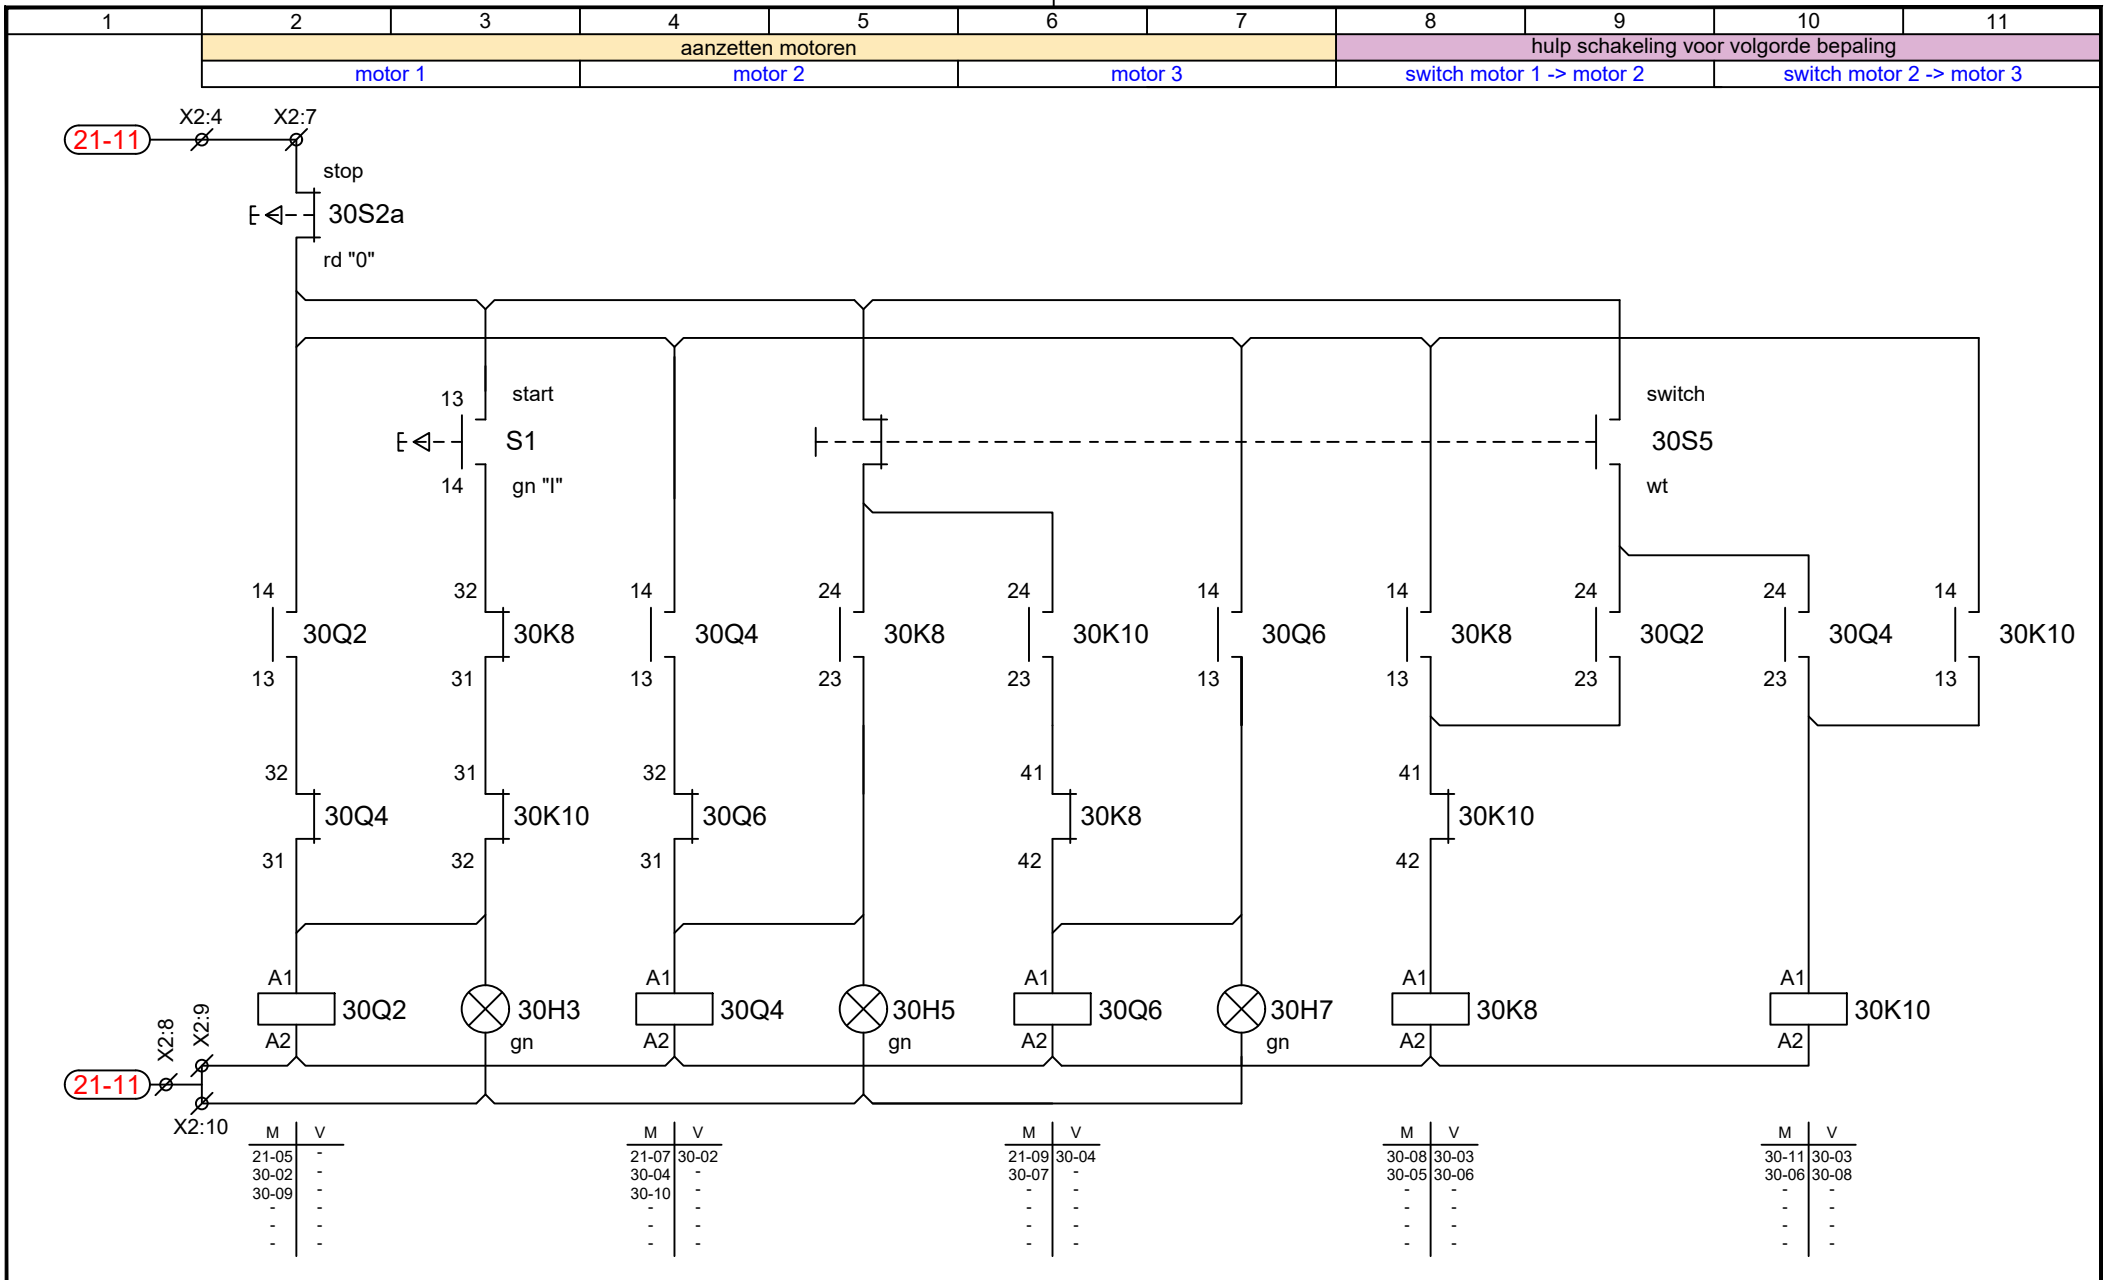 1 2 3 4 5 6 7 8 9 10 11
aanzetten motoren hulp schakeling voor volgorde bepaling
motor 1 motor 2 motor 3 switch motor 1 -> motor 2 switch motor 2 -> motor 3
X2:4 X2:7
21-11
stop
30S2a
rd "0"
13 start switch
S1 30S5
14 gn "I" wt
14 32 14 24 24 14 14 24 24 14
30Q2 30K8 30Q4 30K8 30K10 30Q6 30K8 30Q2 30Q4 30K10
13 31 13 23 23 13 13 23 23 13
32 31 32 41 41
30Q4 30K10 30Q6 30K8 30K10
31 32 31 42 42
A1 A1 A1 A1 A1
30Q2 30H3 30Q4 30H5 30Q6 30H7 30K8 30K10
A2 gn A2 gn A2 gn A2 A2
X2:8 X2:9
21-11
X2:10
M V M V M V M V M V
21-05 - 21-07 30-02 21-09 30-04 30-08 30-03 30-11 30-03
30-02 - 30-04 - 30-07 - 30-05 30-06 30-06 30-08
30-09 - 30-10 - - - - - - -
- - - - - - - - - -
- - - - - - - - - -
- - - - - - - - - -